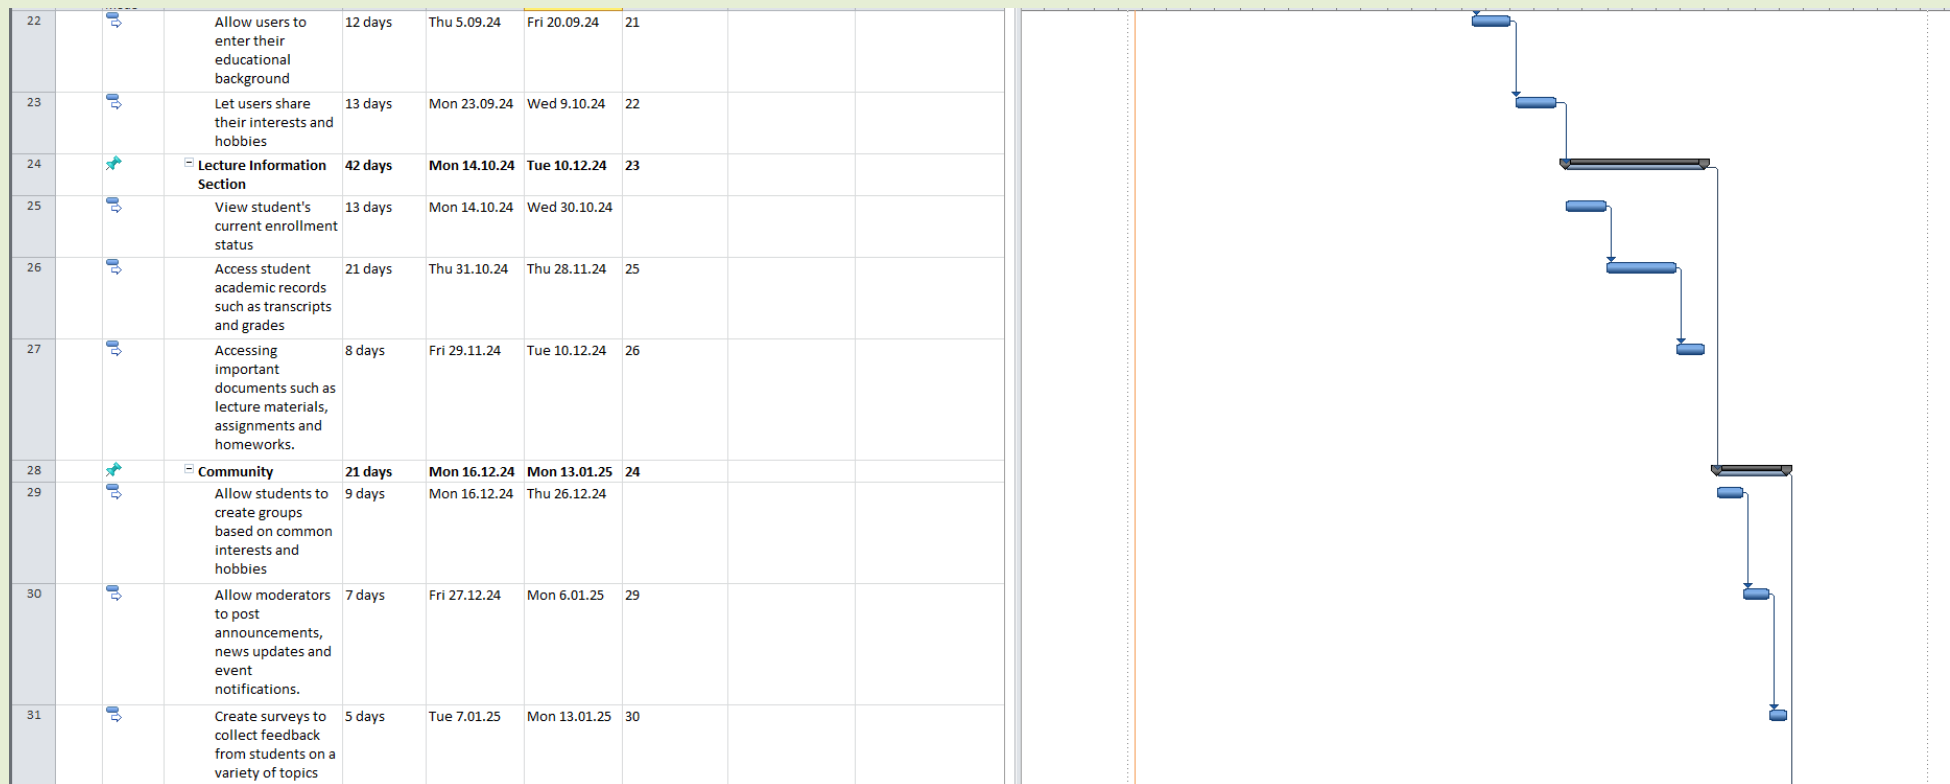 22 Allow users to 12 days Thu 5.09.24 Fri 20.09.24 21
enter their
educational
background
23 Let users share 13 days Mon 23.09.24 Wed 9.10.24 22
their interests and
hobbies
24 Lecture Information 42 days Mon 14.10.24 Tue 10.12.24 23
Section
25 View student's 13 days Mon 14.10.24 Wed 30.10.24
current enrollment
status
26 Access student 21 days Thu 31.10.24 Thu 28.11.24 25
academic records
such as transcripts
and grades
27 Accessing 8 days Fri 29.11.24 Tue 10.12.24 26
important
documents such as
lecture materials,
assignments and
homeworks.
28 Community 21 days Mon 16.12.24 Mon 13.01.25 24
29 Allow students to 9 days Mon 16.12.24 Thu 26.12.24
create groups
based on common
interests and
hobbies
30 Allow moderators 7 days Fri 27.12.24 Mon 6.01.25 29
to post
announcements,
news updates and
event
notifications.
31 Create surveys to 5 days Tue 7.01.25 Mon 13.01.25 30
collect feedback
from students on a
variety of topics